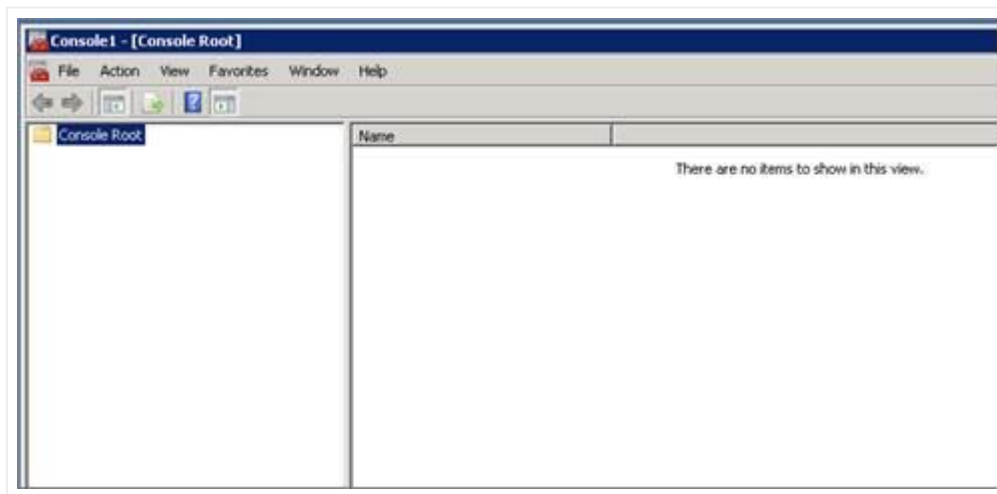 Console1 - [Console Root]
File Action View Favorites Window Help
Console Root
Name
There are no items to show in this view.